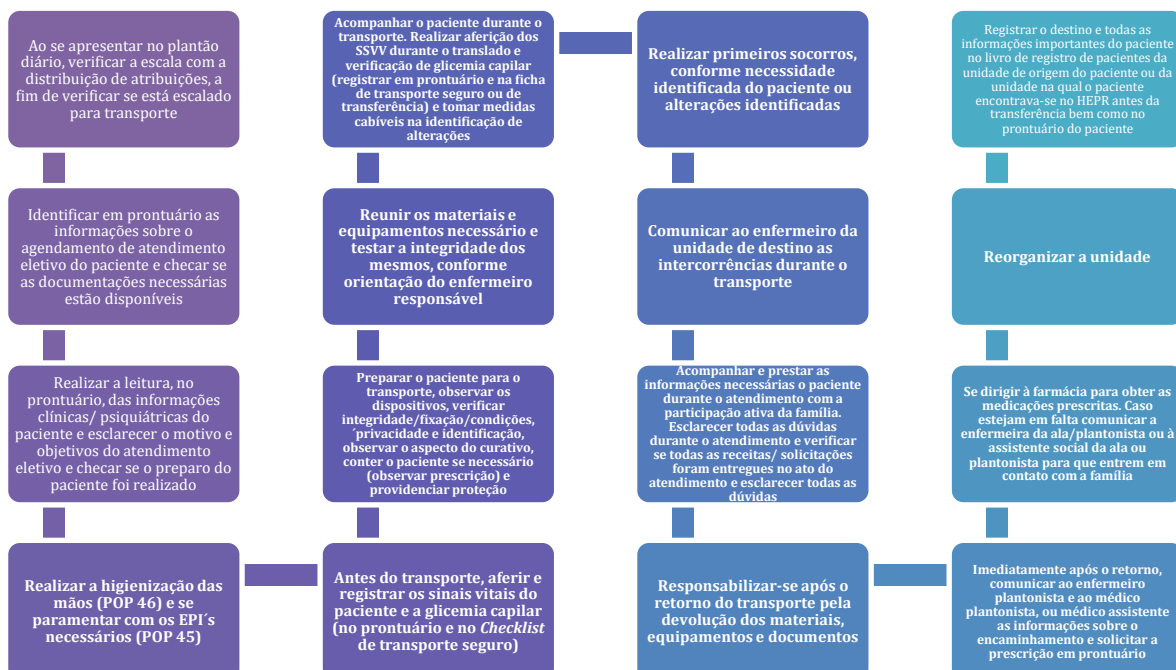 Ao se apresentar no plantão
diário, verificar a escala com a
distribuição de atribuições, a
fim de verificar se está escalado
para transporte
Identificar em prontuário as
informações sobre o
agendamento de atendimento
eletivo do paciente e checar se
as documentações necessárias
estão disponíveis
Realizar a leitura, no
prontuário, das informações
clínicas/ psiquiátricas do
paciente e esclarecer o motivo e
objetivos do atendimento
eletivo e checar se o preparo do
paciente foi realizado
Realizar a higienização das
mãos (POP 46) e se
paramentar com os EPI´s
necessários (POP 45)
Antes do transporte, aferir e
registrar os sinais vitais do
paciente e a glicemia capilar
(no prontuário e no Checklist
de transporte seguro)
Preparar o paciente para o
transporte, observar os
dispositivos, verificar
integridade/fixação/condições,
´privacidade e identificação,
observar o aspecto do curativo,
conter o paciente se necessário
(observar prescrição) e
providenciar proteção
Reunir os materiais e
equipamentos necessário e
testar a integridade dos
mesmos, conforme
orientação do enfermeiro
responsável
Acompanhar o paciente durante o
transporte. Realizar aferição dos
SSVV durante o translado e
verificação de glicemia capilar
(registrar em prontuário e na ficha
de transporte seguro ou de
transferência) e tomar medidas
cabíveis na identificação de
alterações
Realizar primeiros socorros,
conforme necessidade
identificada do paciente ou
alterações identificadas
Comunicar ao enfermeiro da
unidade de destino as
intercorrências durante o
transporte
Acompanhar e prestar as
informações necessárias o paciente
durante o atendimento com a
participação ativa da família.
Esclarecer todas as dúvidas
durante o atendimento e verificar
se todas as receitas/ solicitações
foram entregues no ato do
atendimento e esclarecer todas as
dúvidas
Responsabilizar-se após o
retorno do transporte pela
devolução dos materiais,
equipamentos e documentos
Imediatamente após o retorno,
comunicar ao enfermeiro
plantonista e ao médico
plantonista, ou médico assistente
as informações sobre o
encaminhamento e solicitar a
prescrição em prontuário
Se dirigir à farmácia para obter as
medicações prescritas. Caso
estejam em falta comunicar a
enfermeira da ala/plantonista ou à
assistente social da ala ou
plantonista para que entrem em
contato com a família
Reorganizar a unidade
Registrar o destino e todas as
informações importantes do paciente
no livro de registro de pacientes da
unidade de origem do paciente ou da
unidade na qual o paciente
encontrava-se no HEPR antes da
transferência bem como no
prontuário do paciente